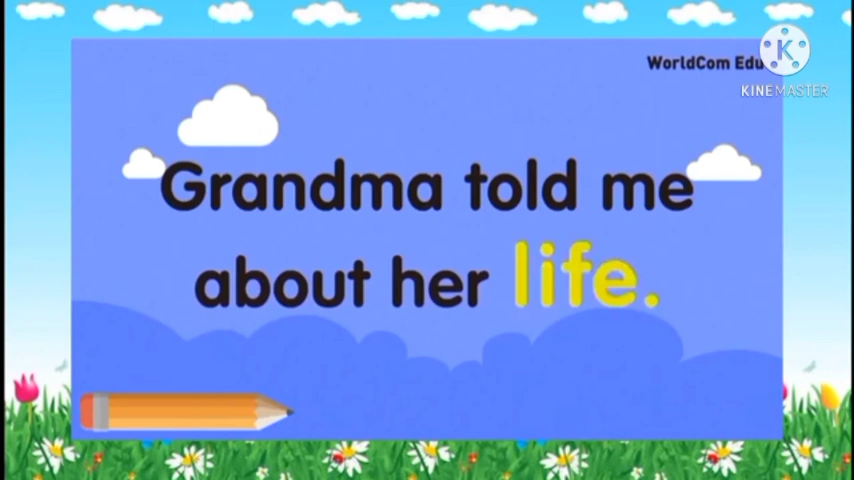 WorldCom Edu
K
KINEMASTER
Grandma told me
about her life.